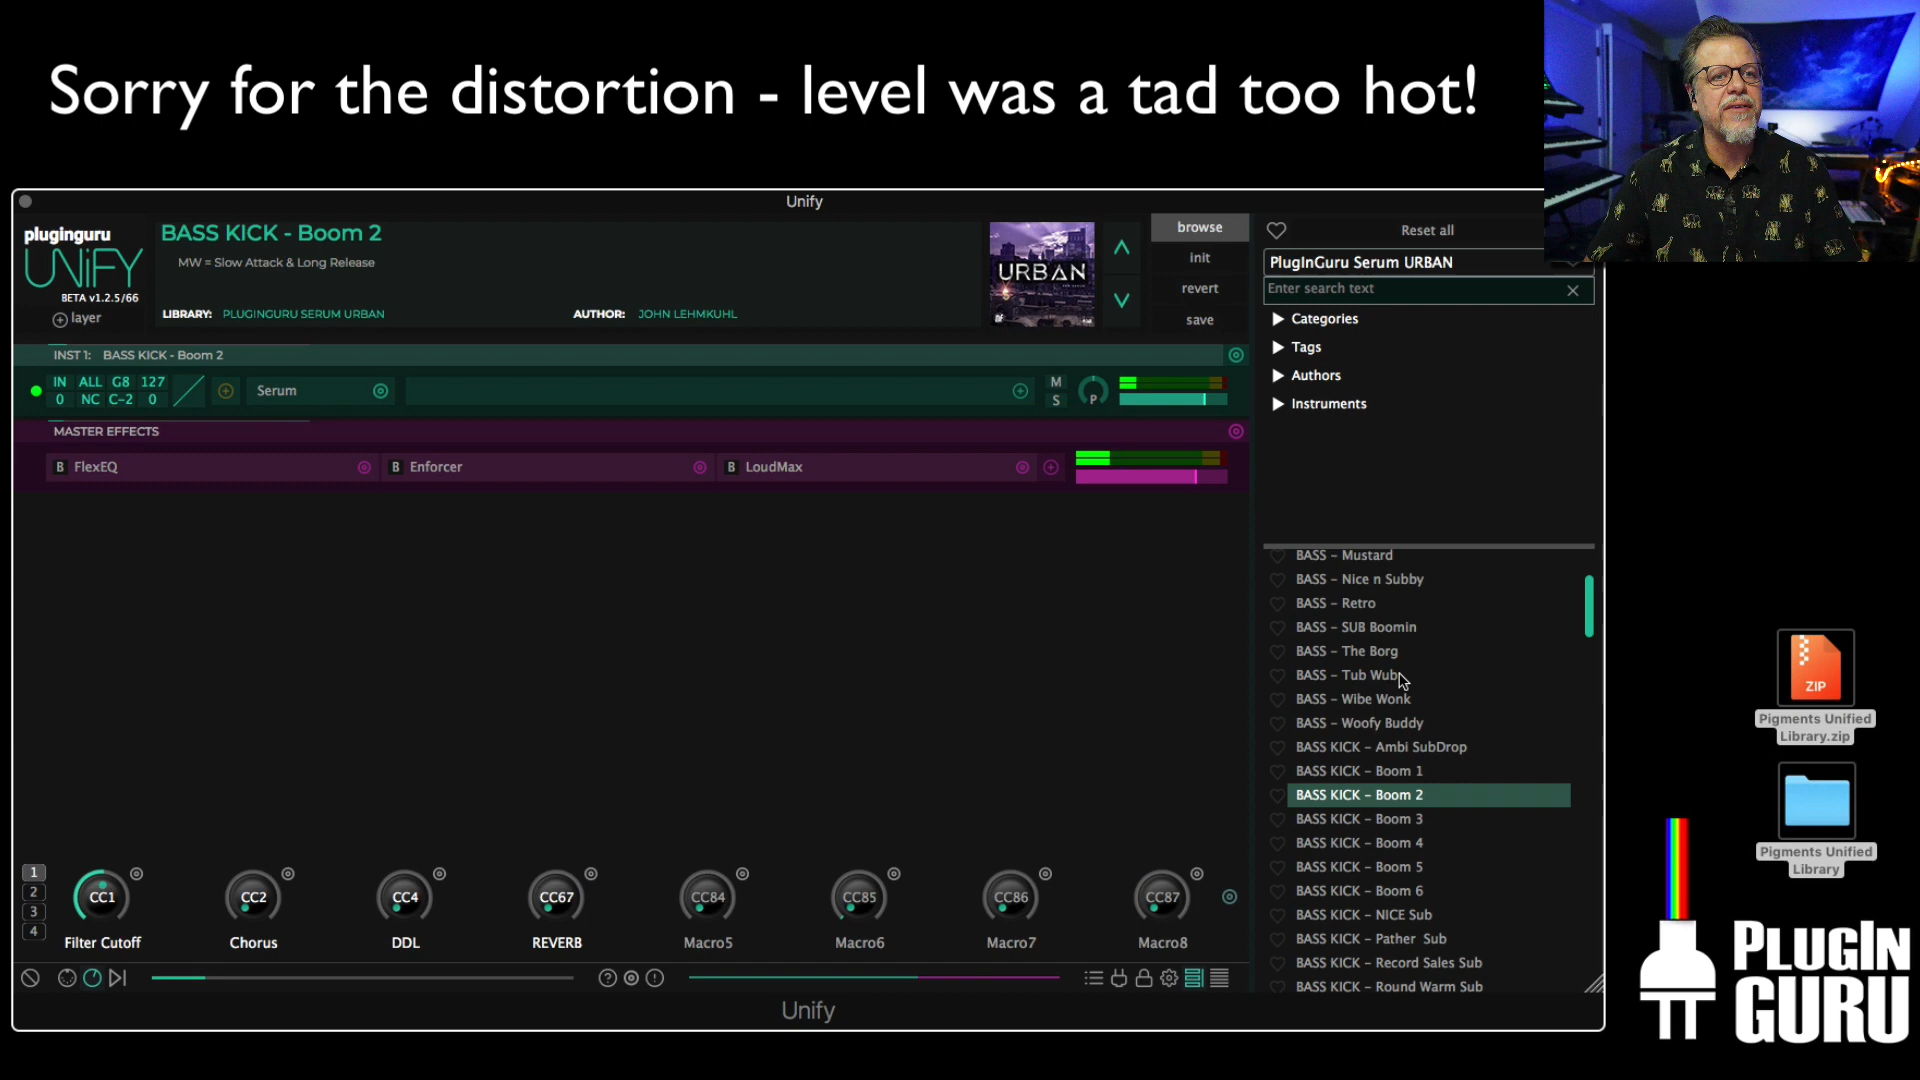 Sorry for the distortion - level was a tad too hot!
Unify
pluginguru
UNiFY
BETA v1.2.5/66
layer
BASS KICK - Boom 2
MW = Slow Attack & Long Release
LIBRARY: PLUGINGURU SERUM URBAN
AUTHOR: JOHN LEHMKUHL
URBAN
browse
init
revert
save
Reset all
PlugInGuru Serum URBAN
Enter search text
Categories
Tags
Authors
Instruments
INST 1: BASS KICK - Boom 2
IN ALL G8 127
0 NC C-2 0
Serum
M
S
P
MASTER EFFECTS
B FlexEQ
B Enforcer
B LoudMax
BASS – Mustard
BASS – Nice n Subby
BASS – Retro
BASS – SUB Boomin
BASS – The Borg
BASS – Tub Wub
BASS – Wibe Wonk
BASS – Woofy Buddy
BASS KICK – Ambi SubDrop
BASS KICK – Boom 1
BASS KICK – Boom 2
BASS KICK – Boom 3
BASS KICK – Boom 4
BASS KICK – Boom 5
BASS KICK – Boom 6
BASS KICK – NICE Sub
BASS KICK – Pather  Sub
BASS KICK – Record Sales Sub
BASS KICK – Round Warm Sub
1
2
3
4
CC1
CC2
CC4
CC67
CC84
CC85
CC86
CC87
Filter Cutoff
Chorus
DDL
REVERB
Macro5
Macro6
Macro7
Macro8
Unify
ZIP
Pigments Unified
Library.zip
Pigments Unified
Library
PLUGIN
GURU